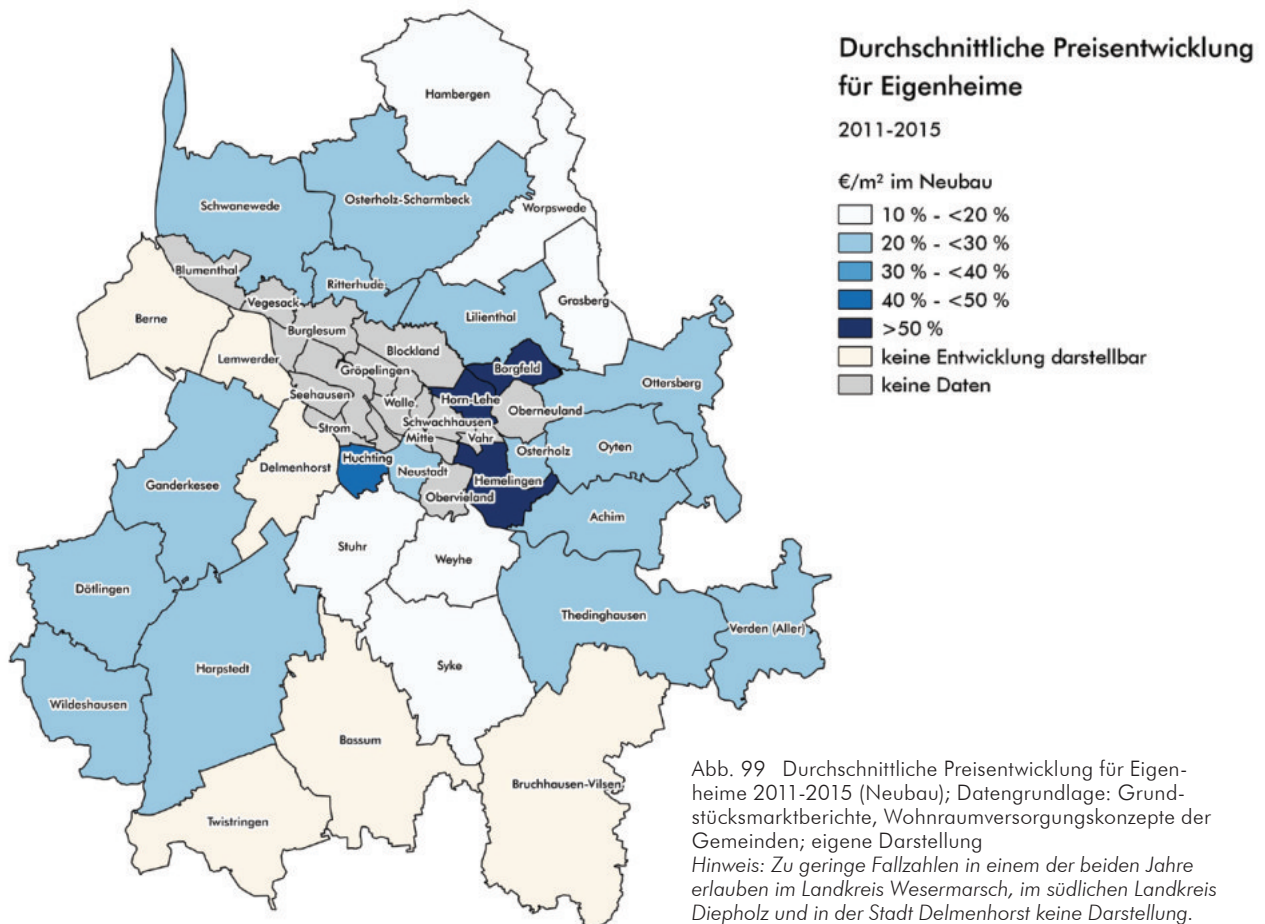 Durchschnittliche Preisentwicklung
für Eigenheime
2011-2015
€/m² im Neubau
10 % - <20 %
20 % - <30 %
30 % - <40 %
40 % - <50 %
>50 %
keine Entwicklung darstellbar
keine Daten
Hambergen
Schwanewede
Osterholz-Scharmbeck
Worpswede
Blumenthal
Ritterhude
Vegesack
Grasberg
Berne
Burglesum
Lilienthal
Lemwerder
Blockland
Gröpelingen
Borgfeld
Ottersberg
Seehausen
Walle
Horn-Lehe
Oberneuland
Schwachhausen
Strom
Mitte
Vahr
Oyten
Osterholz
Huchting
Delmenhorst
Neustadt
Hemelingen
Ganderkesee
Obervieland
Achim
Stuhr
Weyhe
Dötlingen
Thedinghausen
Verden (Aller)
Harpstedt
Syke
Wildeshausen
Bassum
Bruchhausen-Vilsen
Twistringen
Abb. 99 Durchschnittliche Preisentwicklung für Eigen-
heime 2011-2015 (Neubau); Datengrundlage: Grund-
stücksmarktberichte, Wohnraumversorgungskonzepte der
Gemeinden; eigene Darstellung
Hinweis: Zu geringe Fallzahlen in einem der beiden Jahre
erlauben im Landkreis Wesermarsch, im südlichen Landkreis
Diepholz und in der Stadt Delmenhorst keine Darstellung.